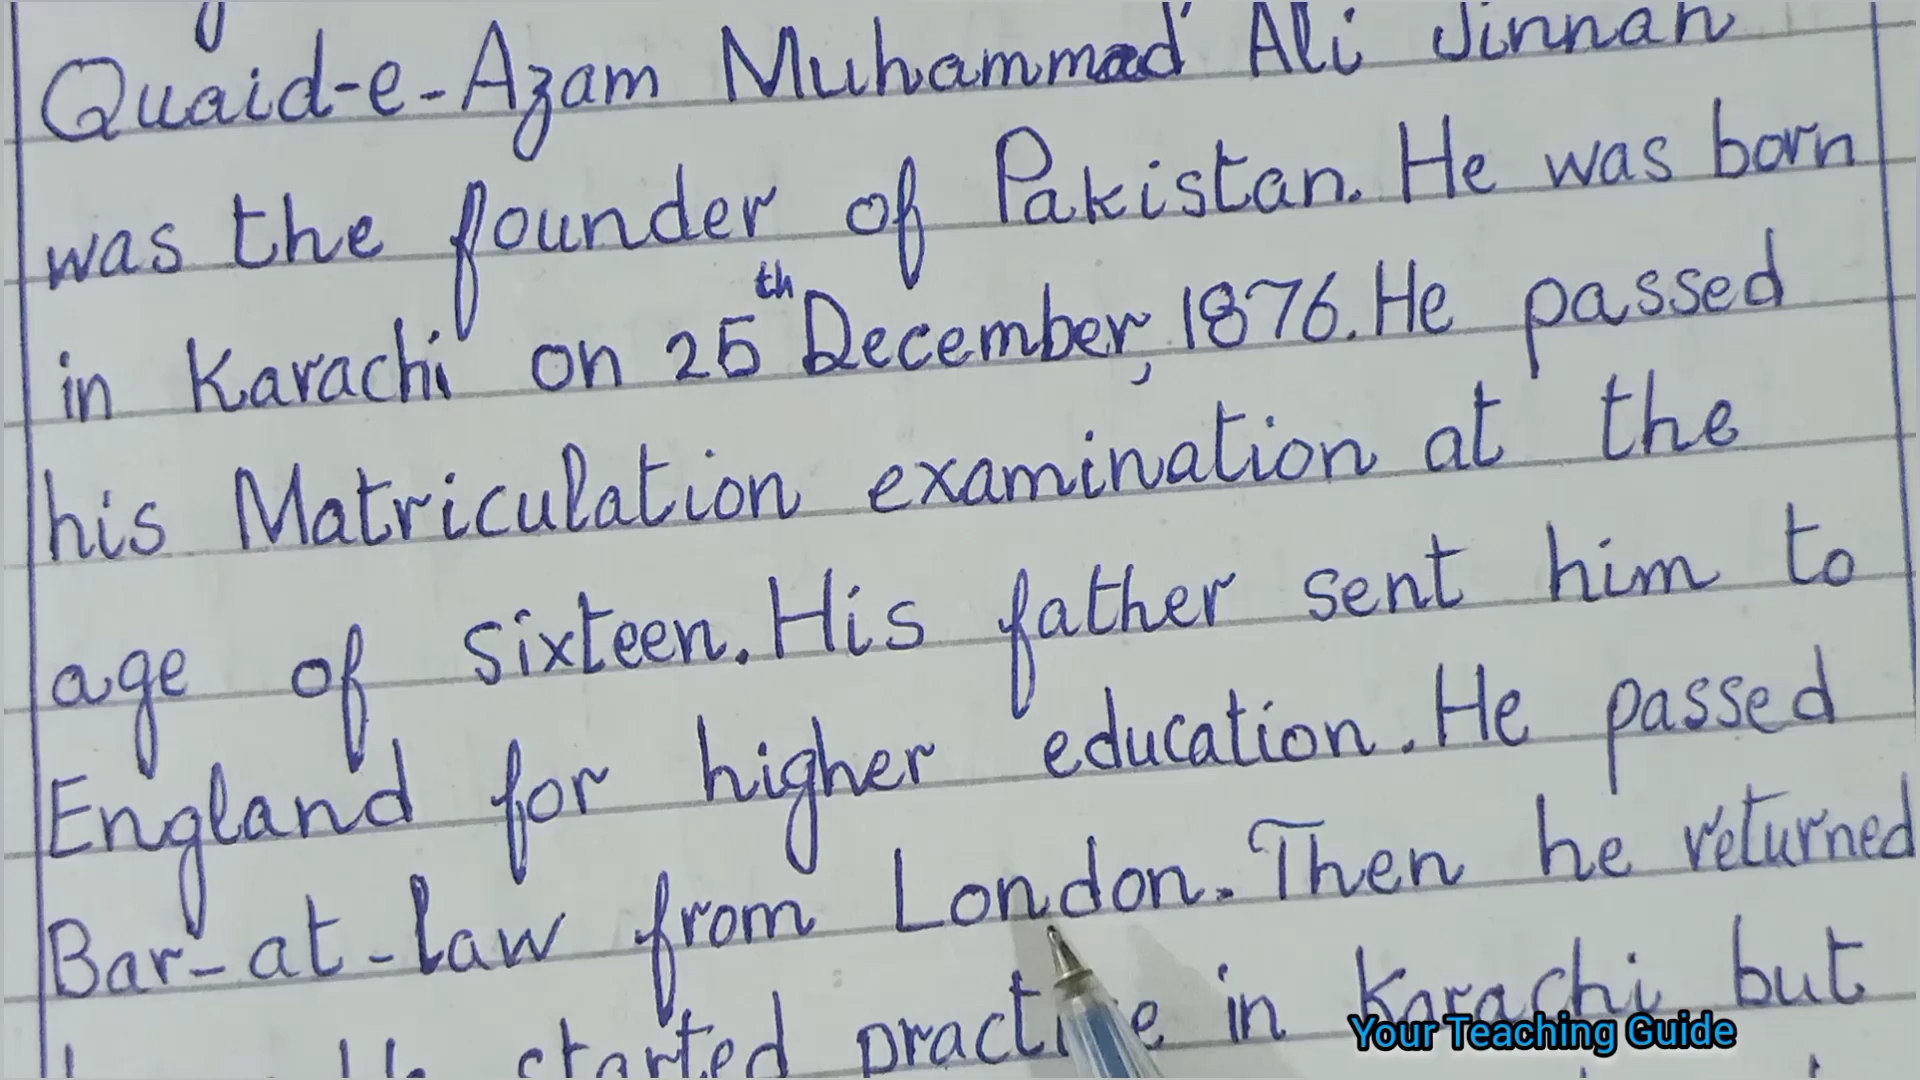 Quaid-e-Azam Muhammad Ali Jinnah
was the founder of Pakistan. He was born
in Karachi on 25th December, 1876. He passed
his Matriculation examination at the
age of sixteen. His father sent him to
England for higher education. He passed
Bar-at-law from London. Then he returned
started in Karachi but
Your Teaching Guide